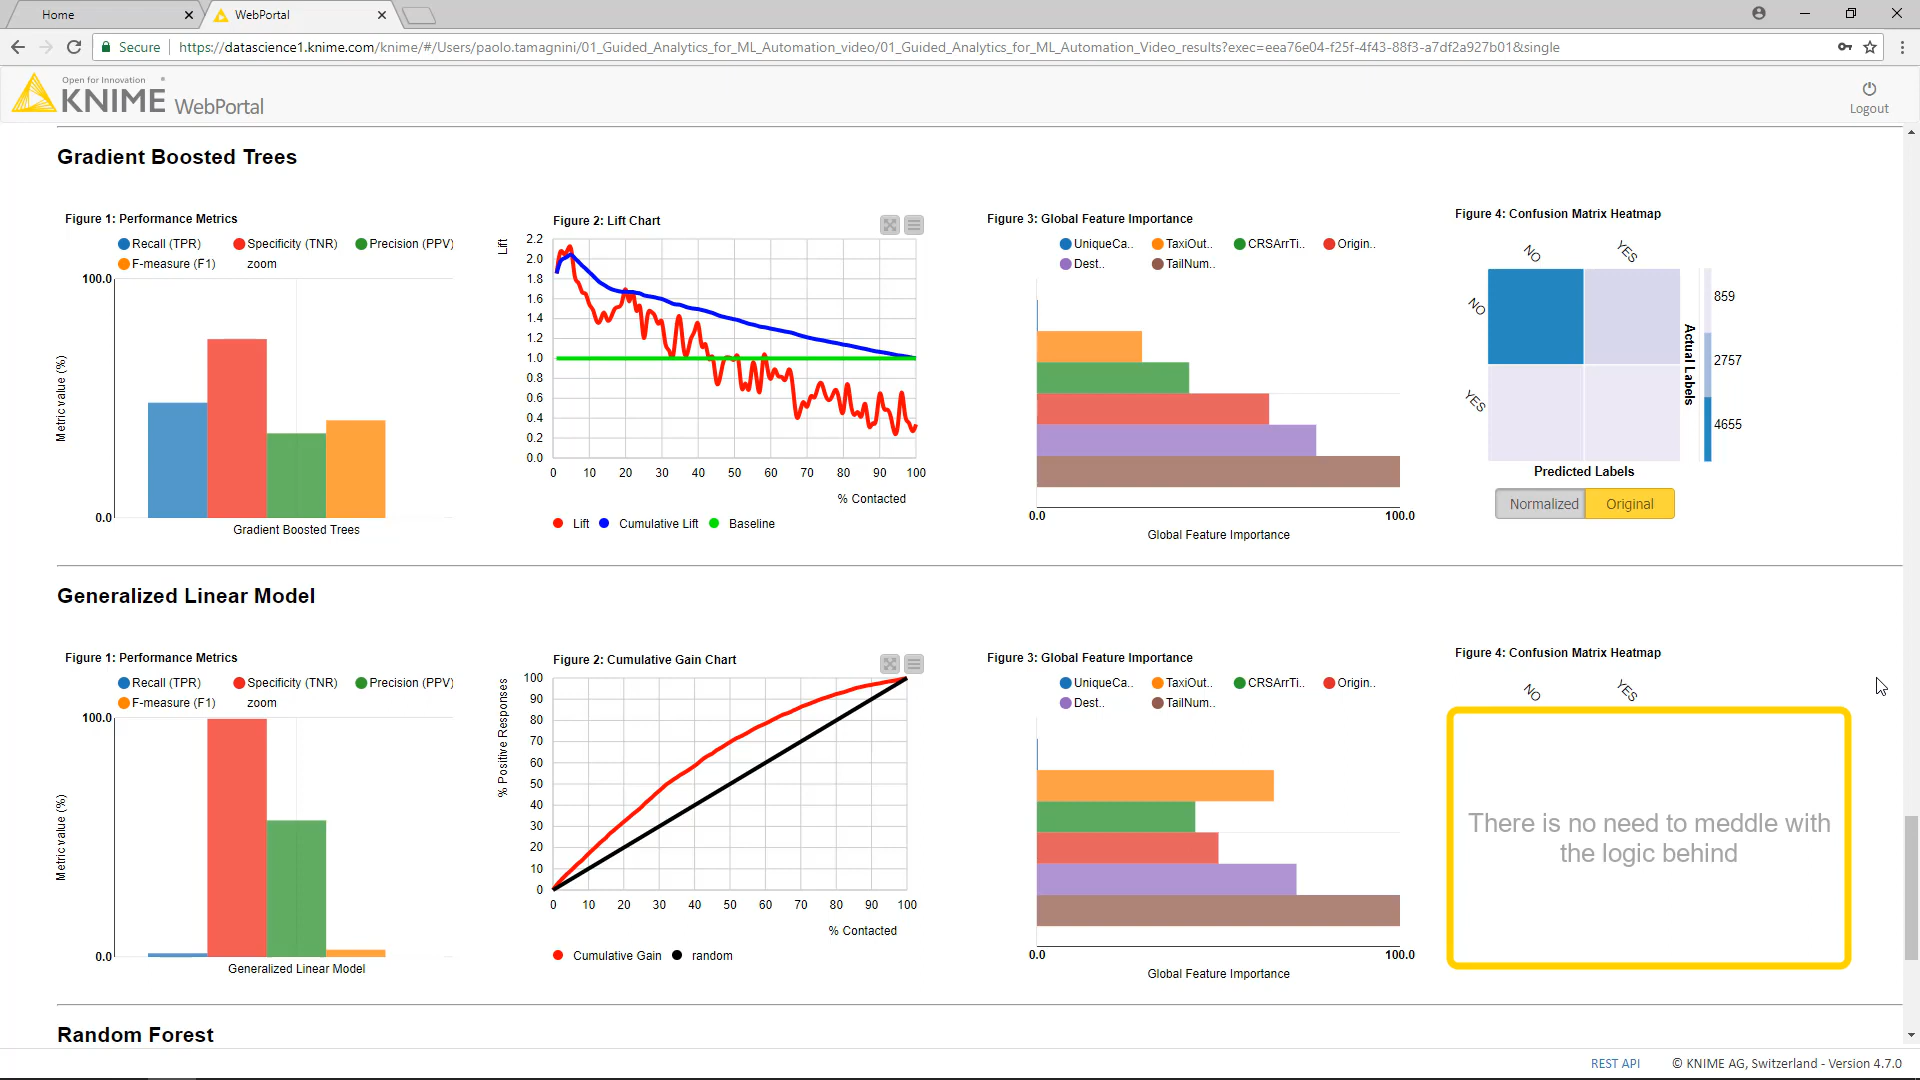 Home
WebPortal
Secure
https://datascience1.knime.com/knime/#/Users/paolo.tamagnini/01_Guided_Analytics_for_ML_Automation_video/01_Guided_Analytics_for_ML_Automation_Video_results?exec=eea76e04-f25f-4f43-88f3-a7df2a927b01&single
Open for Innovation
KNIME WebPortal
Logout
Gradient Boosted Trees
Figure 1: Performance Metrics
Recall (TPR) Specificity (TNR) Precision (PPV)
F-measure (F1) zoom
100.0
Metric value (%)
0.0
Gradient Boosted Trees
Figure 2: Lift Chart
Lift
2.2
2.0
1.8
1.6
1.4
1.2
1.0
0.8
0.6
0.4
0.2
0.0
0 10 20 30 40 50 60 70 80 90 100
% Contacted
Lift Cumulative Lift Baseline
Figure 3: Global Feature Importance
UniqueCa.. TaxiOut.. CRSArrTi.. Origin..
Dest.. TailNum..
0.0 100.0
Global Feature Importance
Figure 4: Confusion Matrix Heatmap
NO YES
NO
YES
Actual Labels
859
2757
4655
Predicted Labels
Normalized Original
Generalized Linear Model
Figure 1: Performance Metrics
Recall (TPR) Specificity (TNR) Precision (PPV)
F-measure (F1) zoom
100.0
Metric value (%)
0.0
Generalized Linear Model
Figure 2: Cumulative Gain Chart
% Positive Responses
100
90
80
70
60
50
40
30
20
10
0
0 10 20 30 40 50 60 70 80 90 100
% Contacted
Cumulative Gain random
Figure 3: Global Feature Importance
UniqueCa.. TaxiOut.. CRSArrTi.. Origin..
Dest.. TailNum..
0.0 100.0
Global Feature Importance
Figure 4: Confusion Matrix Heatmap
NO YES
There is no need to meddle with
the logic behind
Random Forest
REST API © KNIME AG, Switzerland - Version 4.7.0